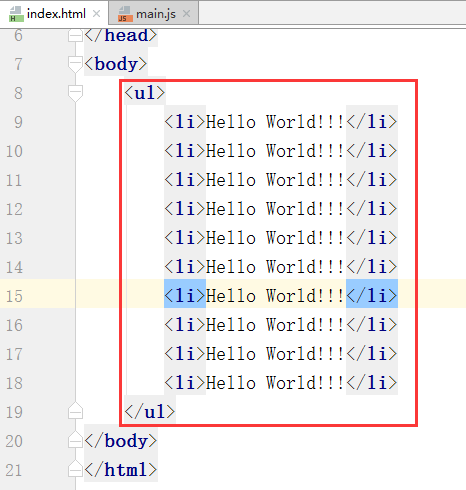 index.html main.js
6 </head>
7 <body>
8 <ul>
9 <li>Hello World!!!</li>
10 <li>Hello World!!!</li>
11 <li>Hello World!!!</li>
12 <li>Hello World!!!</li>
13 <li>Hello World!!!</li>
14 <li>Hello World!!!</li>
15 <li>Hello World!!!</li>
16 <li>Hello World!!!</li>
17 <li>Hello World!!!</li>
18 <li>Hello World!!!</li>
19 </ul>
20 </body>
21 </html>